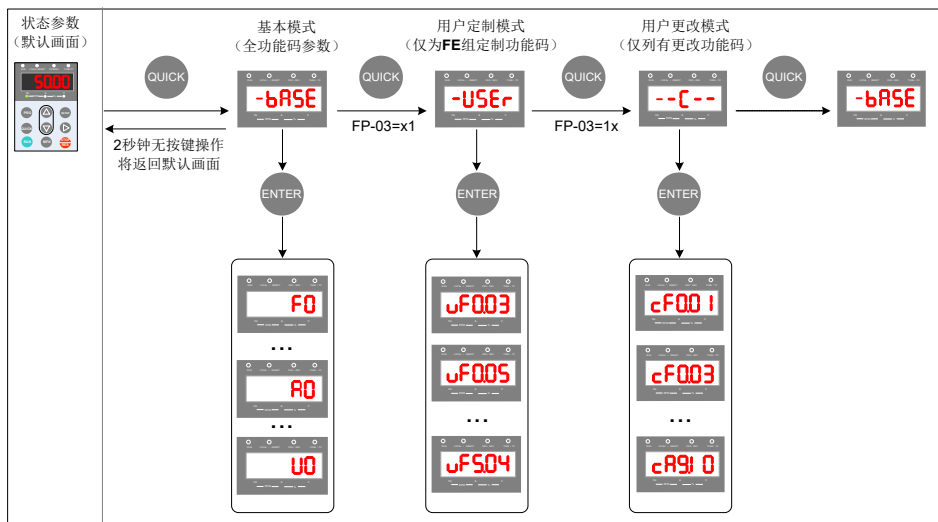 状态参数
（默认画面）
50.00
基本模式
（全功能码参数）
用户定制模式
（仅为FE组定制功能码）
用户更改模式
（仅列有更改功能码）
QUICK
-bASE
QUICK
-USEr
QUICK
--C--
QUICK
-bASE
2秒钟无按键操作
将返回默认画面
FP-03=x1
FP-03=1x
ENTER
ENTER
ENTER
F0
...
A0
...
U0
uF0.03
uF0.05
...
uF5.04
cF0.01
cF0.03
...
cA9.10